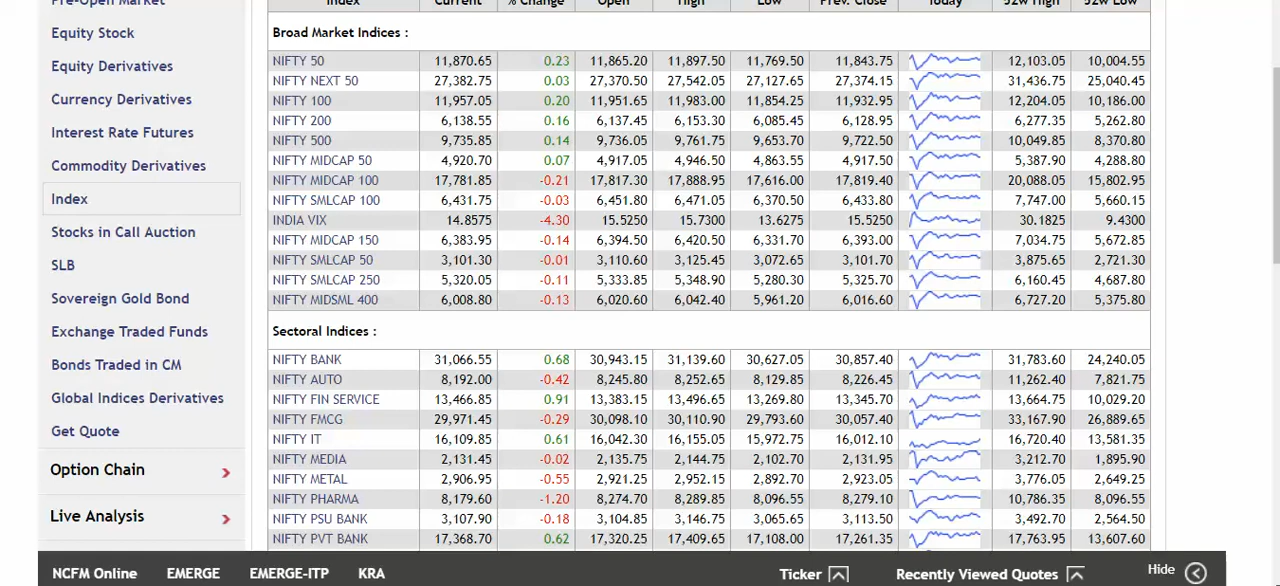 Pre-Open Market
Index Current % Change Open High Low Prev. Close Today 52w High 52w Low
Equity Stock
Equity Derivatives
Currency Derivatives
Interest Rate Futures
Commodity Derivatives
Index
Stocks in Call Auction
SLB
Sovereign Gold Bond
Exchange Traded Funds
Bonds Traded in CM
Global Indices Derivatives
Get Quote
Option Chain
Live Analysis
Broad Market Indices :
NIFTY 50 11,870.65 0.23 11,865.20 11,897.50 11,769.50 11,843.75 12,103.05 10,004.55
NIFTY NEXT 50 27,382.75 0.03 27,370.50 27,542.05 27,127.65 27,374.15 31,436.75 25,040.45
NIFTY 100 11,957.05 0.20 11,951.65 11,983.00 11,854.25 11,932.95 12,204.05 10,186.00
NIFTY 200 6,138.55 0.16 6,137.45 6,153.30 6,085.45 6,128.95 6,277.35 5,262.80
NIFTY 500 9,735.85 0.14 9,736.05 9,761.75 9,653.70 9,722.50 10,049.85 8,370.80
NIFTY MIDCAP 50 4,920.70 0.07 4,917.05 4,946.50 4,863.55 4,917.50 5,387.90 4,288.80
NIFTY MIDCAP 100 17,781.85 -0.21 17,817.30 17,888.95 17,616.00 17,819.40 20,088.05 15,802.95
NIFTY SMLCAP 100 6,431.75 -0.03 6,451.80 6,471.05 6,370.50 6,433.80 7,747.00 5,660.15
INDIA VIX 14.8575 -4.30 15.5250 15.7300 13.6275 15.5250 30.1825 9.4300
NIFTY MIDCAP 150 6,383.95 -0.14 6,394.50 6,420.50 6,331.70 6,393.00 7,034.75 5,672.85
NIFTY SMLCAP 50 3,101.30 -0.01 3,110.60 3,125.45 3,072.65 3,101.70 3,875.65 2,721.30
NIFTY SMLCAP 250 5,320.05 -0.11 5,333.85 5,348.90 5,280.30 5,325.70 6,160.45 4,687.80
NIFTY MIDSML 400 6,008.80 -0.13 6,020.60 6,042.40 5,961.20 6,016.60 6,727.20 5,375.80
Sectoral Indices :
NIFTY BANK 31,066.55 0.68 30,943.15 31,139.60 30,627.05 30,857.40 31,783.60 24,240.05
NIFTY AUTO 8,192.00 -0.42 8,245.80 8,252.65 8,129.85 8,226.45 11,262.40 7,821.75
NIFTY FIN SERVICE 13,466.85 0.91 13,383.15 13,496.90 13,269.80 13,345.70 13,664.75 10,029.20
NIFTY FMCG 29,971.45 -0.29 30,098.10 30,110.90 29,793.60 30,057.40 33,167.90 26,889.65
NIFTY IT 16,109.85 0.61 16,042.30 16,155.05 15,972.75 16,012.10 16,720.40 13,581.35
NIFTY MEDIA 2,131.45 -0.02 2,135.75 2,144.75 2,102.70 2,131.95 3,212.70 1,895.90
NIFTY METAL 2,906.95 -0.55 2,921.25 2,952.15 2,892.70 2,923.05 3,776.05 2,649.25
NIFTY PHARMA 8,179.60 -1.20 8,274.70 8,289.85 8,096.55 8,279.10 10,786.35 8,096.55
NIFTY PSU BANK 3,107.90 -0.18 3,104.85 3,146.75 3,065.65 3,113.50 3,492.70 2,564.50
NIFTY PVT BANK 17,368.70 0.62 17,320.25 17,409.65 17,108.00 17,261.35 17,763.95 13,607.60
NCFM Online EMERGE EMERGE-ITP KRA Ticker Recently Viewed Quotes Hide